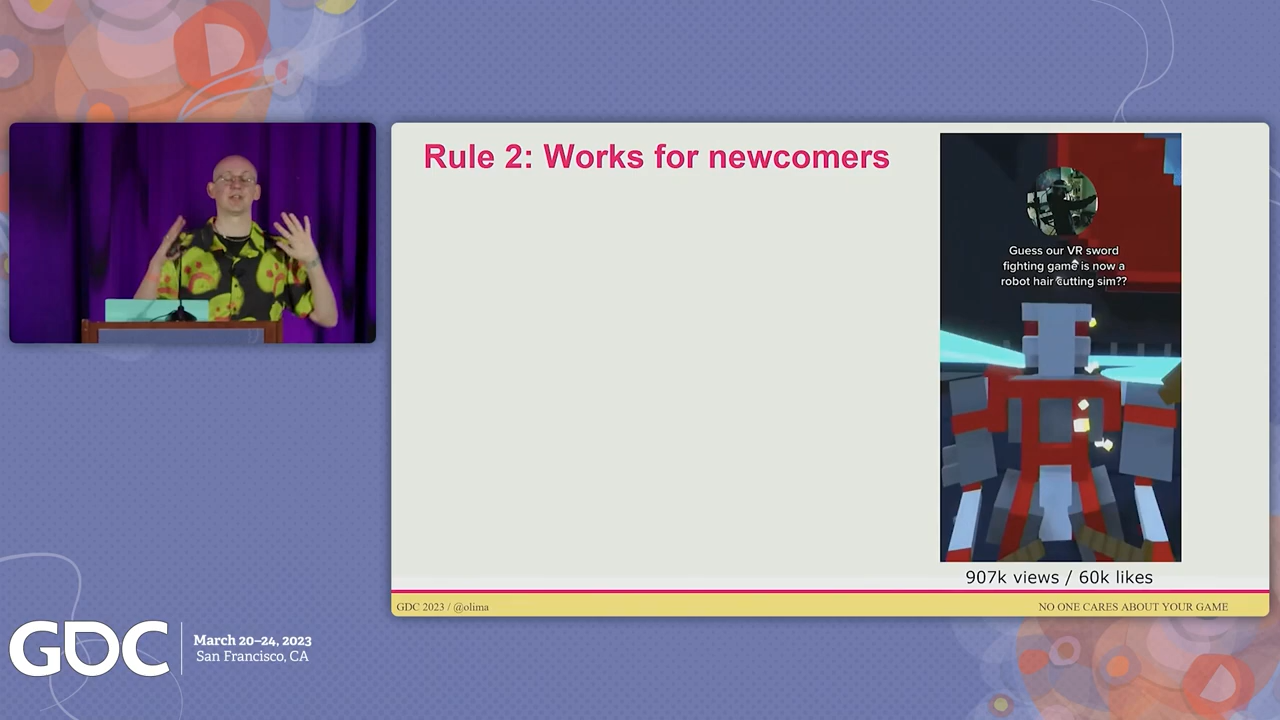 Rule 2: Works for newcomers
Guess our VR sword
fighting game is now a
robot hair cutting sim??
907k views / 60k likes
GDC 2023 / @olima
NO ONE CARES ABOUT YOUR GAME
GDC
March 20–24, 2023
San Francisco, CA